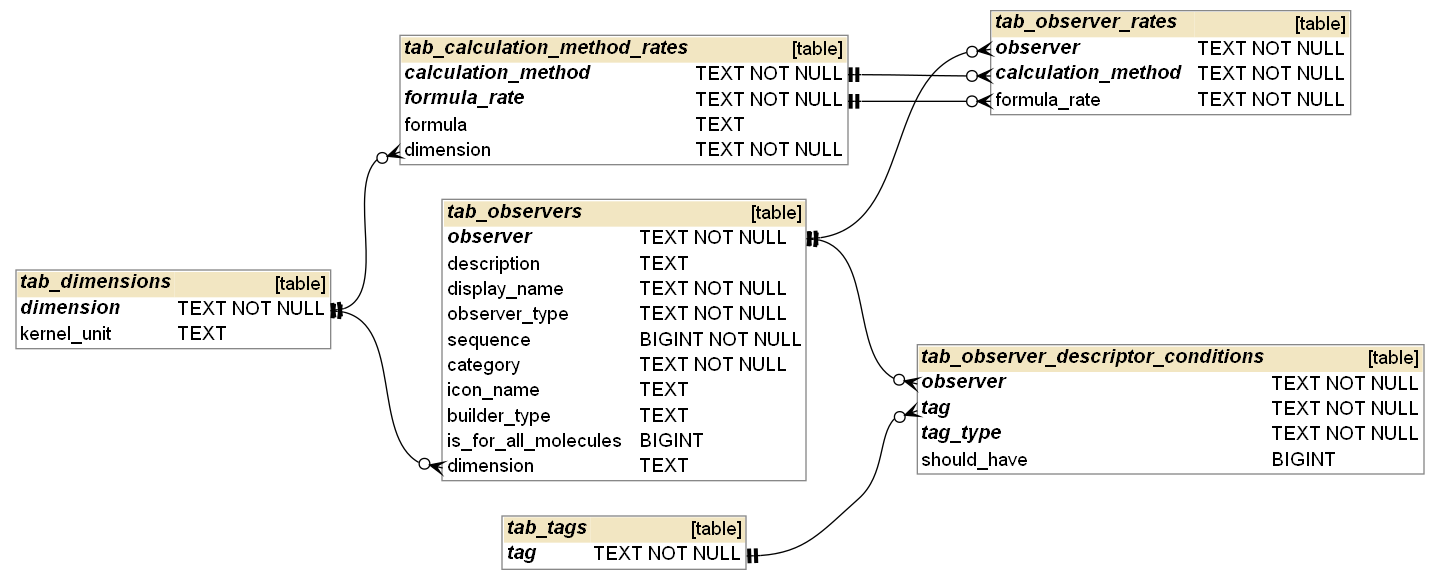 tab_calculation_method_rates [table]
calculation_method TEXT NOT NULL
formula_rate TEXT NOT NULL
formula TEXT
dimension TEXT NOT NULL
tab_observer_rates [table]
observer TEXT NOT NULL
calculation_method TEXT NOT NULL
formula_rate TEXT NOT NULL
tab_observers [table]
observer TEXT NOT NULL
description TEXT
display_name TEXT NOT NULL
observer_type TEXT NOT NULL
sequence BIGINT NOT NULL
category TEXT NOT NULL
icon_name TEXT
builder_type TEXT
is_for_all_molecules BIGINT
dimension TEXT
tab_dimensions [table]
dimension TEXT NOT NULL
kernel_unit TEXT
tab_observer_descriptor_conditions [table]
observer TEXT NOT NULL
tag TEXT NOT NULL
tag_type TEXT NOT NULL
should_have BIGINT
tab_tags [table]
tag TEXT NOT NULL